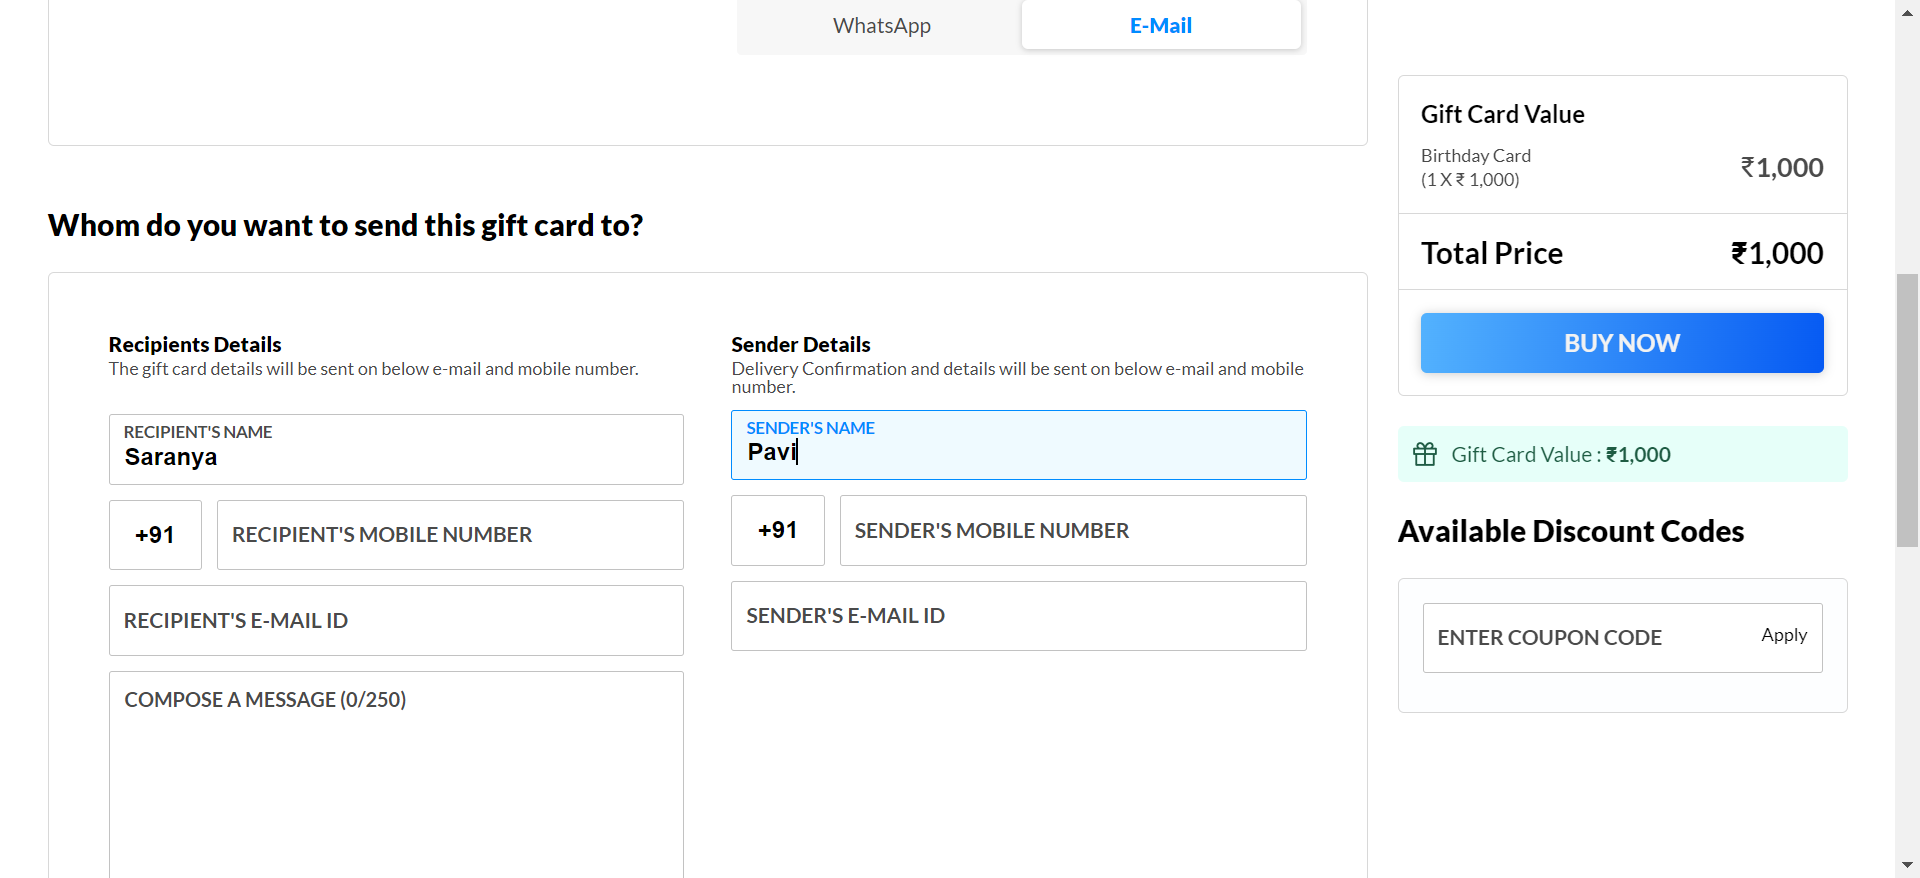 WhatsApp
E-Mail
Whom do you want to send this gift card to?
Recipients Details
The gift card details will be sent on below e-mail and mobile number.
RECIPIENT'S NAME
Saranya
+91
RECIPIENT'S MOBILE NUMBER
RECIPIENT'S E-MAIL ID
COMPOSE A MESSAGE (0/250)
Sender Details
Delivery Confirmation and details will be sent on below e-mail and mobile
number.
SENDER'S NAME
Pavi
+91
SENDER'S MOBILE NUMBER
SENDER'S E-MAIL ID
Gift Card Value
Birthday Card
(1 X ₹ 1,000)
₹1,000
Total Price
₹1,000
BUY NOW
Gift Card Value : ₹1,000
Available Discount Codes
ENTER COUPON CODE
Apply